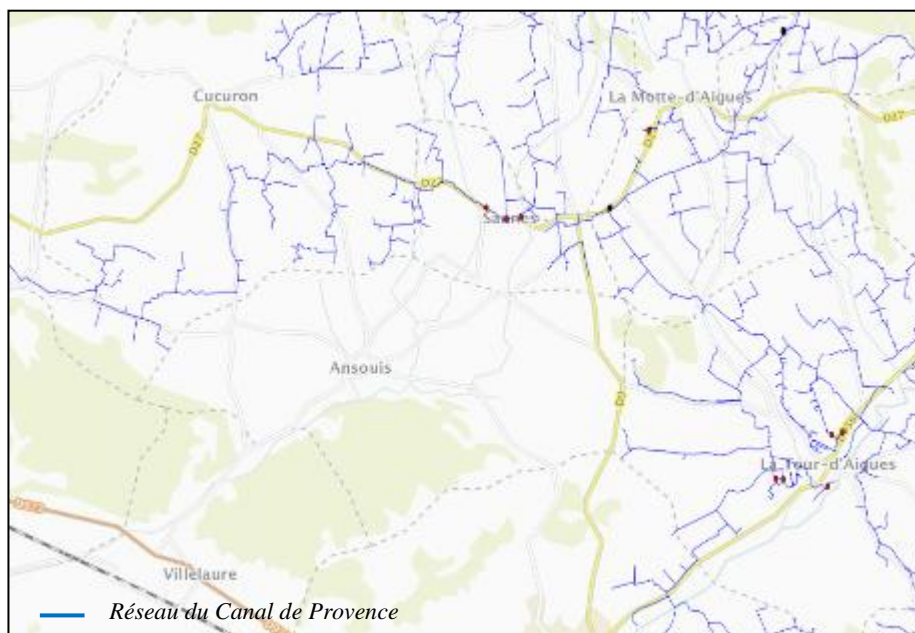 Cucuron
La Motte-d'Aigues
D27
D27
D27
Ansouis
D9
La Tour-d'Aigues
Villelaure
Réseau du Canal de Provence